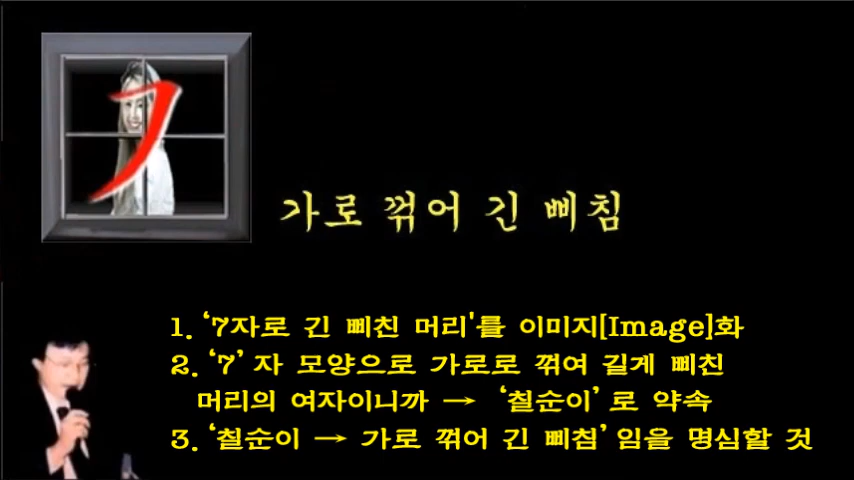 7
가로 꺾어 긴 삐침
1. '7자로 긴 삐친 머리'를 이미지[Image]화
2. '7' 자 모양으로 가로로 꺾여 길게 삐친
머리의 여자이니까 → '칠순이' 로 약속
3. '칠순이 → 가로 꺾어 긴 삐침' 임을 명심할 것